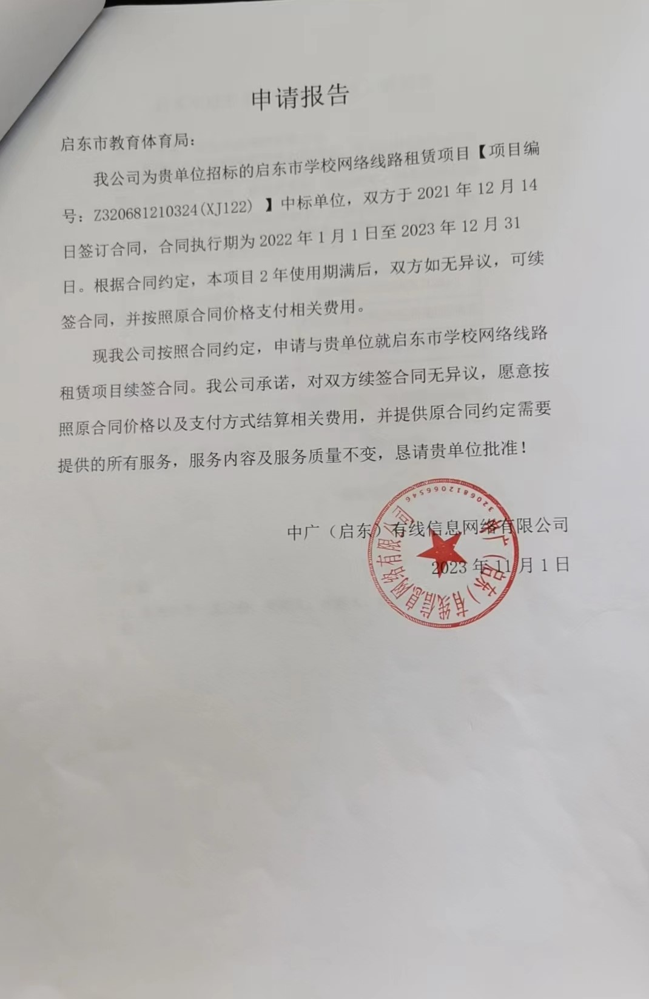 申请报告
启东市教育体育局：
我公司为贵单位招标的启东市学校网络线路租赁项目【项目编
号：Z320681210324(XJ122) 】中标单位，双方于 2021 年 12 月 14
日签订合同，合同执行期为 2022 年 1 月 1 日至 2023 年 12 月 31
日。根据合同约定，本项目 2 年使用期满后，双方如无异议，可续
签合同，并按照原合同价格支付相关费用。
现我公司按照合同约定，申请与贵单位就启东市学校网络线路
租赁项目续签合同。我公司承诺，对双方续签合同无异议，愿意按
照原合同价格以及支付方式结算相关费用，并提供原合同约定需要
提供的所有服务，服务内容及服务质量不变，恳请贵单位批准！
中广（启东）有线信息网络有限公司
2023 年 11 月 1 日
中广（启东）有线信息网络有限公司
3206812066546